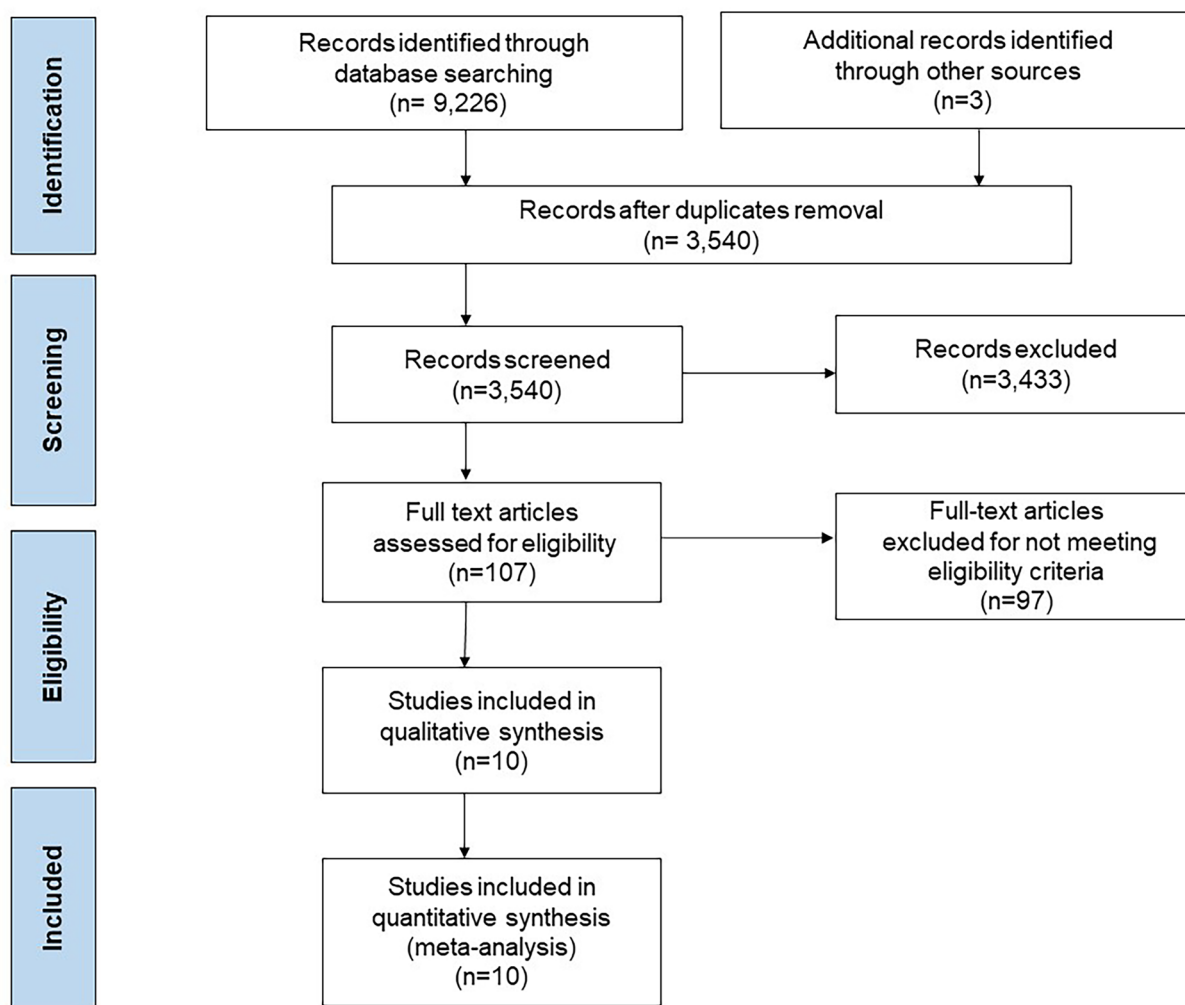 Identification
Records identified through
database searching
(n= 9,226)
Additional records identified
through other sources
(n=3)
Records after duplicates removal
(n= 3,540)
Screening
Records screened
(n=3,540)
Records excluded
(n=3,433)
Eligibility
Full text articles
assessed for eligibility
(n=107)
Full-text articles
excluded for not meeting
eligibility criteria
(n=97)
Studies included in
qualitative synthesis
(n=10)
Included
Studies included in
quantitative synthesis
(meta-analysis)
(n=10)